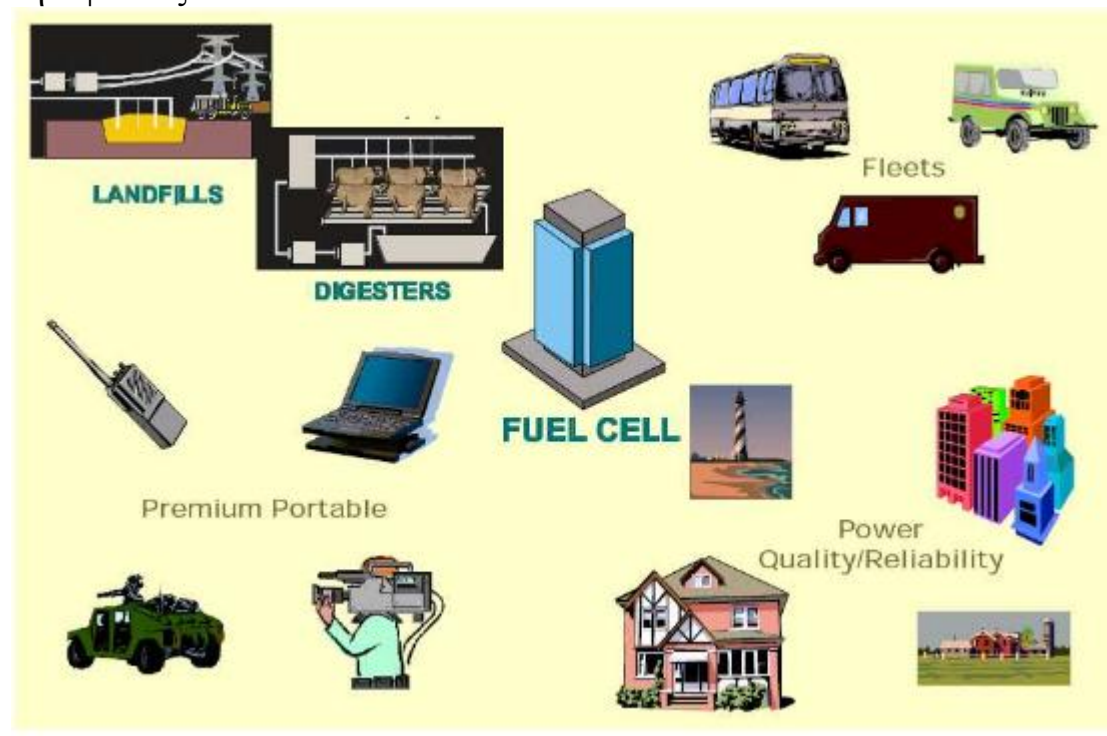 LANDFILLS
DIGESTERS
Fleets
FUEL CELL
Premium Portable
Power
Quality/Reliability